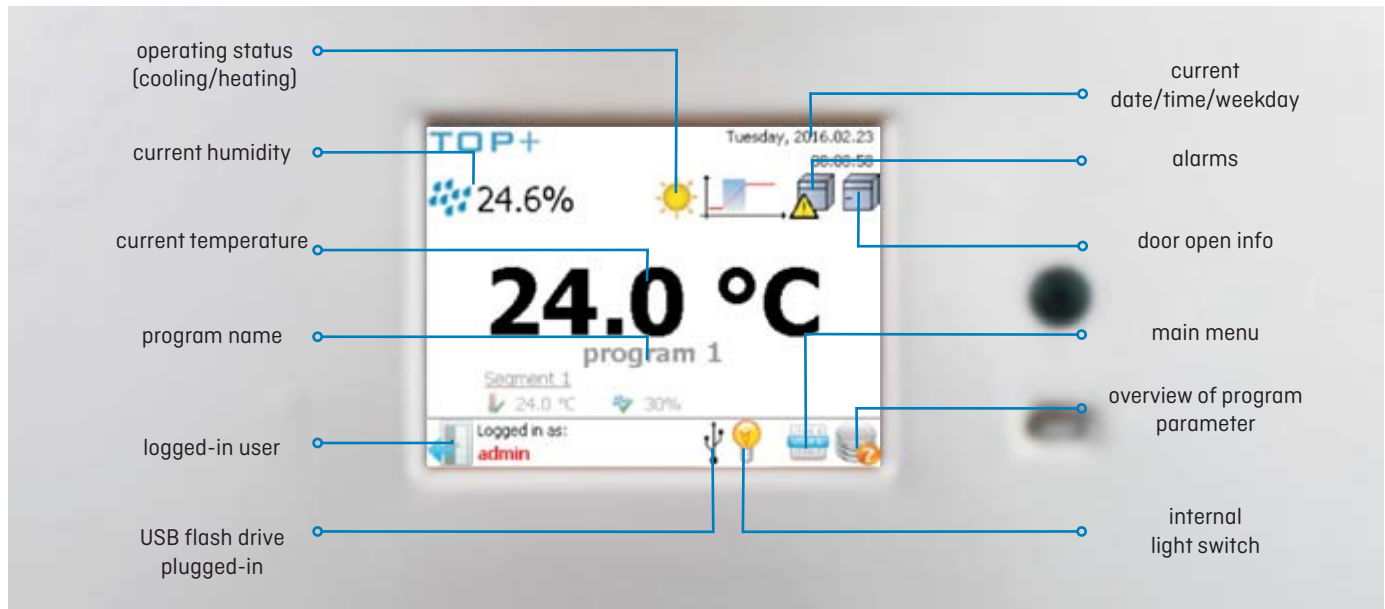 operating status
(cooling/heating)
current humidity
current temperature
program name
logged-in user
USB flash drive
plugged-in
TOP+
Tuesday, 2016.02.23
24.6%
24.0 °C
program 1
Segment 1
24.0 °C
30%
Logged in as:
admin
current
date/time/weekday
alarms
door open info
main menu
overview of program
parameter
internal
light switch